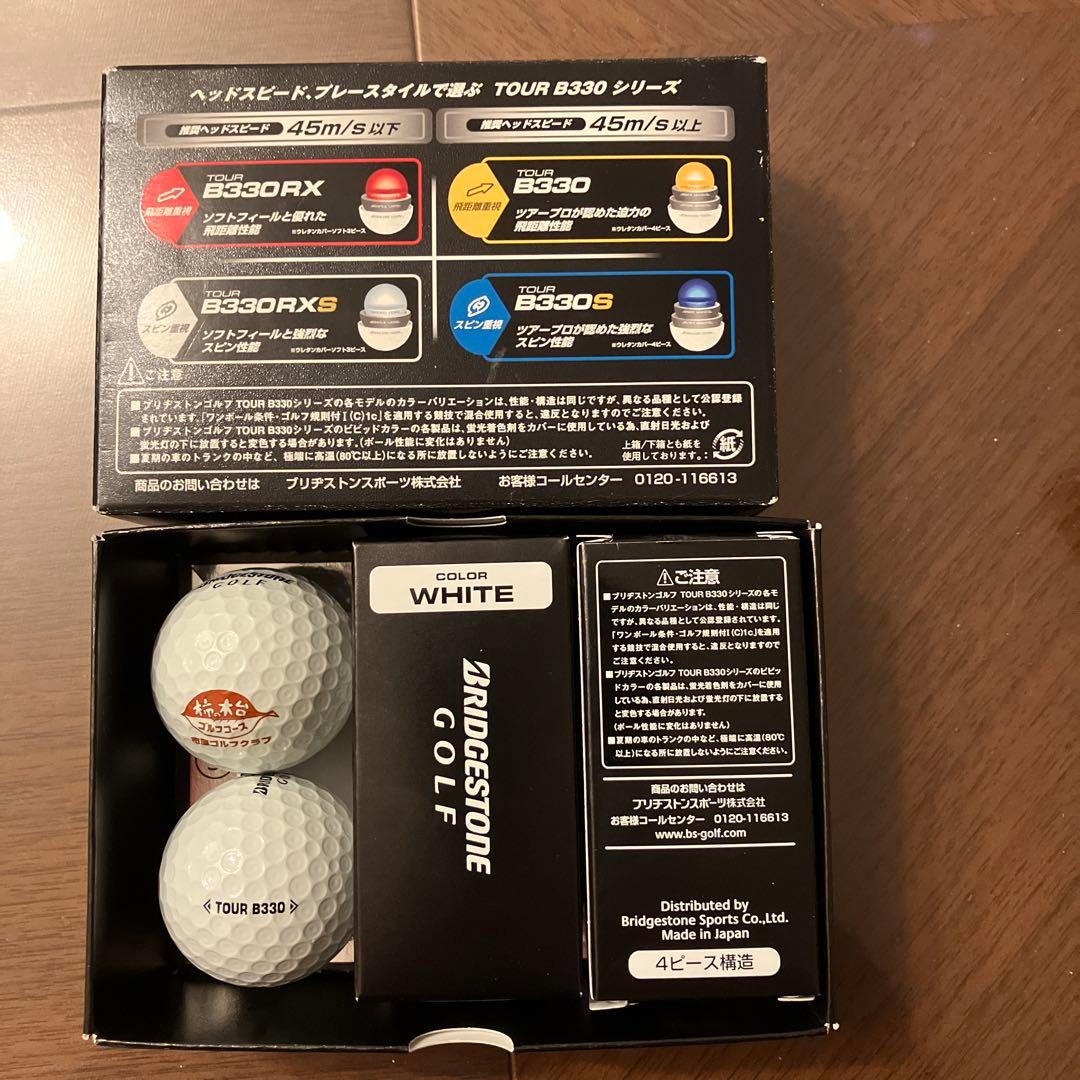 ヘッドスピード、プレースタイルで選ぶ TOUR B330 シリーズ
推奨ヘッドスピード 45m/s 以下
推奨ヘッドスピード 45m/s 以上
飛距離重視
TOUR
B330RX
ソフトフィールと優れた
飛距離性能
※ウレタンカバーソフト3ピース
飛距離重視
TOUR
B330
ツアープロが認めた迫力の
飛距離性能
※ウレタンカバー4ピース
スピン重視
TOUR
B330RXS
ソフトフィールと強烈な
スピン性能
※ウレタンカバーソフト3ピース
スピン重視
TOUR
B330S
ツアープロが認めた強烈な
スピン性能
※ウレタンカバー4ピース
ご注意
■ブリヂストンゴルフ TOUR B330シリーズの各モデルのカラーバリエーションは、性能・構造は同じですが、異なる品種として公認登録
されています。「ワンボール条件・ゴルフ規則付Ⅰ(C)1c」を適用する競技で混合使用すると、違反となりますのでご注意ください。
■ブリヂストンゴルフ TOUR B330シリーズのビビッドカラーの各製品は、蛍光着色剤をカバーに使用している為、直射日光および
蛍光灯の下に放置すると変色する場合があります。(ボール性能に変化はありません)
■夏期の車のトランクの中など、極端に高温(80℃以上)になる所に放置しないようにご注意ください。
上箱/下箱とも紙を
使用しております。:
紙
商品のお問い合わせは ブリヂストンスポーツ株式会社 お客様コールセンター 0120-116613
BRIDGESTONE
GOLF
柿の木台
ゴルフコース
市原ゴルフクラブ
BRIDGES
GO
TOUR B330
COLOR
WHITE
BRIDGESTONE
GOLF
ご注意
■ブリヂストンゴルフ TOUR B330シリーズの各モ
デルのカラーバリエーションは、性能・構造は同じ
ですが、異なる品種として公認登録されています。
「ワンボール条件・ゴルフ規則付Ⅰ(C)1c」を適用
する競技で混合使用すると、違反となりますので
ご注意ください。
■ブリヂストンゴルフ TOUR B330シリーズのビビッ
ドカラーの各製品は、蛍光着色剤をカバーに使用
している為、直射日光および蛍光灯の下に放置する
と変色する場合があります。
(ボール性能に変化はありません)
■夏期の車のトランクの中など、極端に高温(80℃
以上)になる所に放置しないようにご注意ください。
商品のお問い合わせは
ブリヂストンスポーツ株式会社
お客様コールセンター 0120-116613
www.bs-golf.com
Distributed by
Bridgestone Sports Co.,Ltd.
Made in Japan
4ピース構造